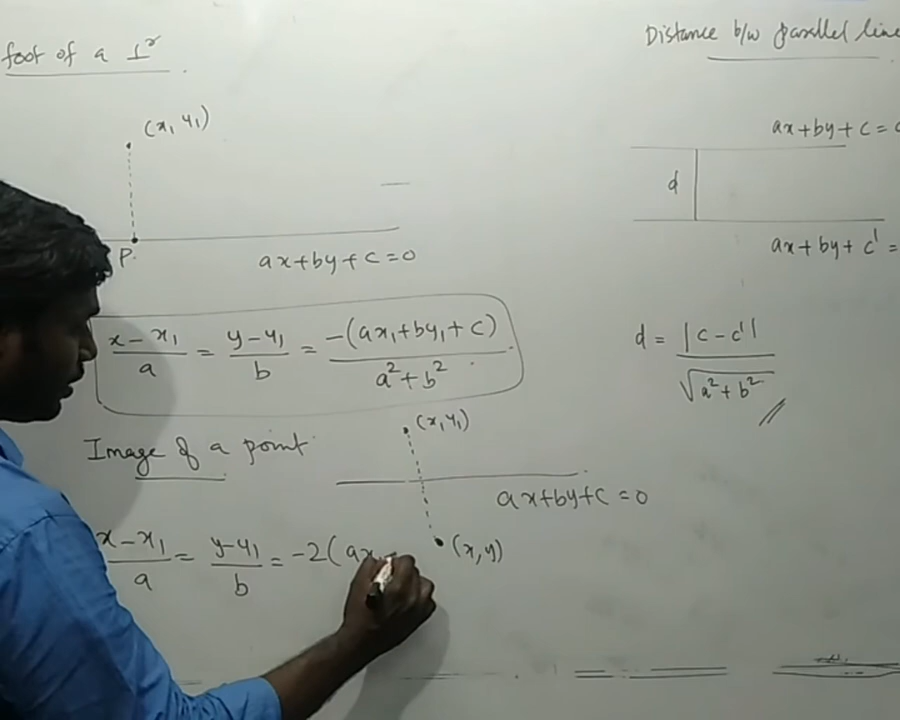 foot of a ⊥r
(x1 y1)
P.
ax+by+c=0
x-x1/a = y-y1/b = -(ax1+by1+c)/a²+b²
Image of a point
(x,y1)
ax+by+c=0
(x,y)
x-x1/a = y-y1/b = -2(ax
Distance b/w parallel line
ax+by+c=
d
ax+by+c'=
d = |c-c'|/√a²+b²